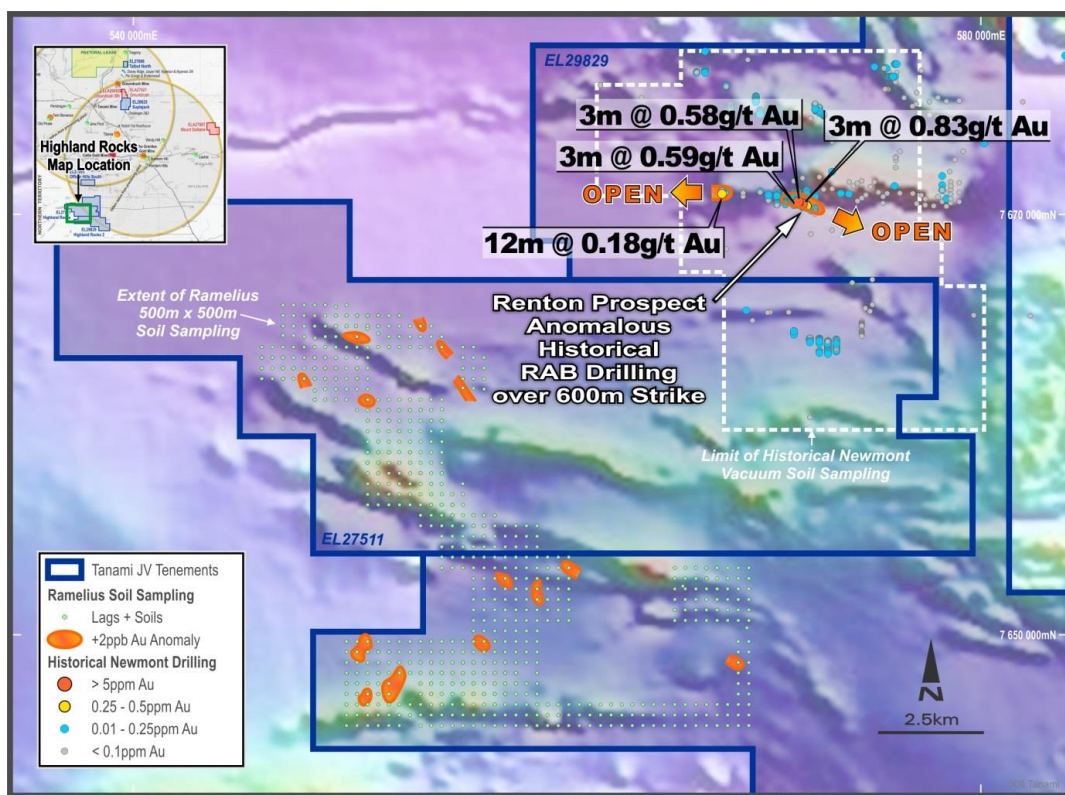 540 000mE
580 000mE
EL29829
3m @ 0.58g/t Au
3m @ 0.83g/t Au
3m @ 0.59g/t Au
OPEN
OPEN
12m @ 0.18g/t Au
7 670 000mN
Highland Rocks
Map Location
NORTHERN TERRITORY
Extent of Ramelius
500m x 500m
Soil Sampling
Renton Prospect
Anomalous
Historical
RAB Drilling
over 600m Strike
Limit of Historical Newmont
Vacuum Soil Sampling
EL27511
7 650 000mN
Tanami JV Tenements
Ramelius Soil Sampling
Lags + Soils
+2ppb Au Anomaly
Historical Newmont Drilling
> 5ppm Au
0.25 - 0.5ppm Au
0.01 - 0.25ppm Au
< 0.1ppm Au
N
2.5km